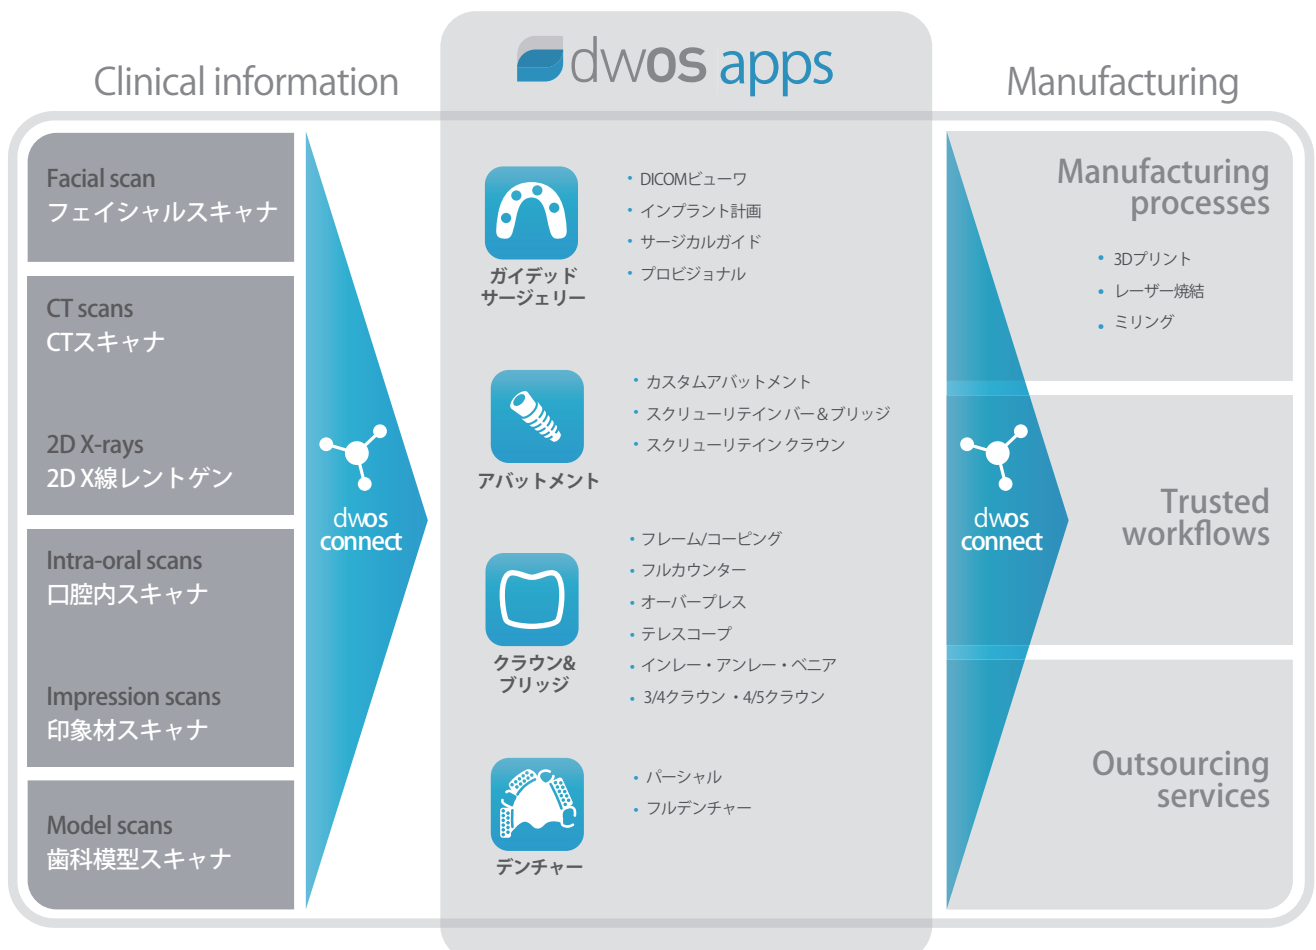 Clinical information
Facial scan
フェイシャルスキャナ
CT scans
CTスキャナ
2D X-rays
2D X線レントゲン
Intra-oral scans
口腔内スキャナ
Impression scans
印象材スキャナ
Model scans
歯科模型スキャナ
dwos
connect
dwos apps
ガイデッド
サージェリー
・DICOMビューワ
・インプラント計画
・サージカルガイド
・プロビジョナル
アバットメント
・カスタムアバットメント
・スクリューリテイン バー＆ブリッジ
・スクリューリテイン クラウン
クラウン&
ブリッジ
・フレーム/コーピング
・フルカウンター
・オーバープレス
・テレスコープ
・インレー・アンレー・ベニア
・3/4クラウン ・4/5クラウン
デンチャー
・パーシャル
・フルデンチャー
Manufacturing
dwos
connect
Manufacturing
processes
・3Dプリント
・レーザー焼結
・ミリング
Trusted
workflows
Outsourcing
services